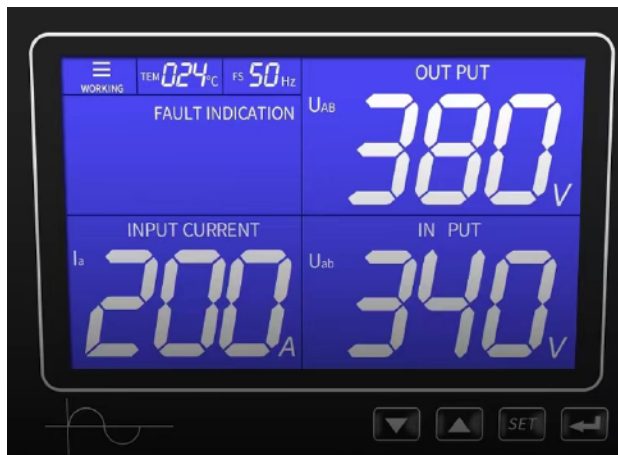 WORKING
TEM 024 °C
FS 50 Hz
FAULT INDICATION
OUT PUT
UAB 380 V
INPUT CURRENT
Ia 200 A
IN PUT
Uab 340 V
SET